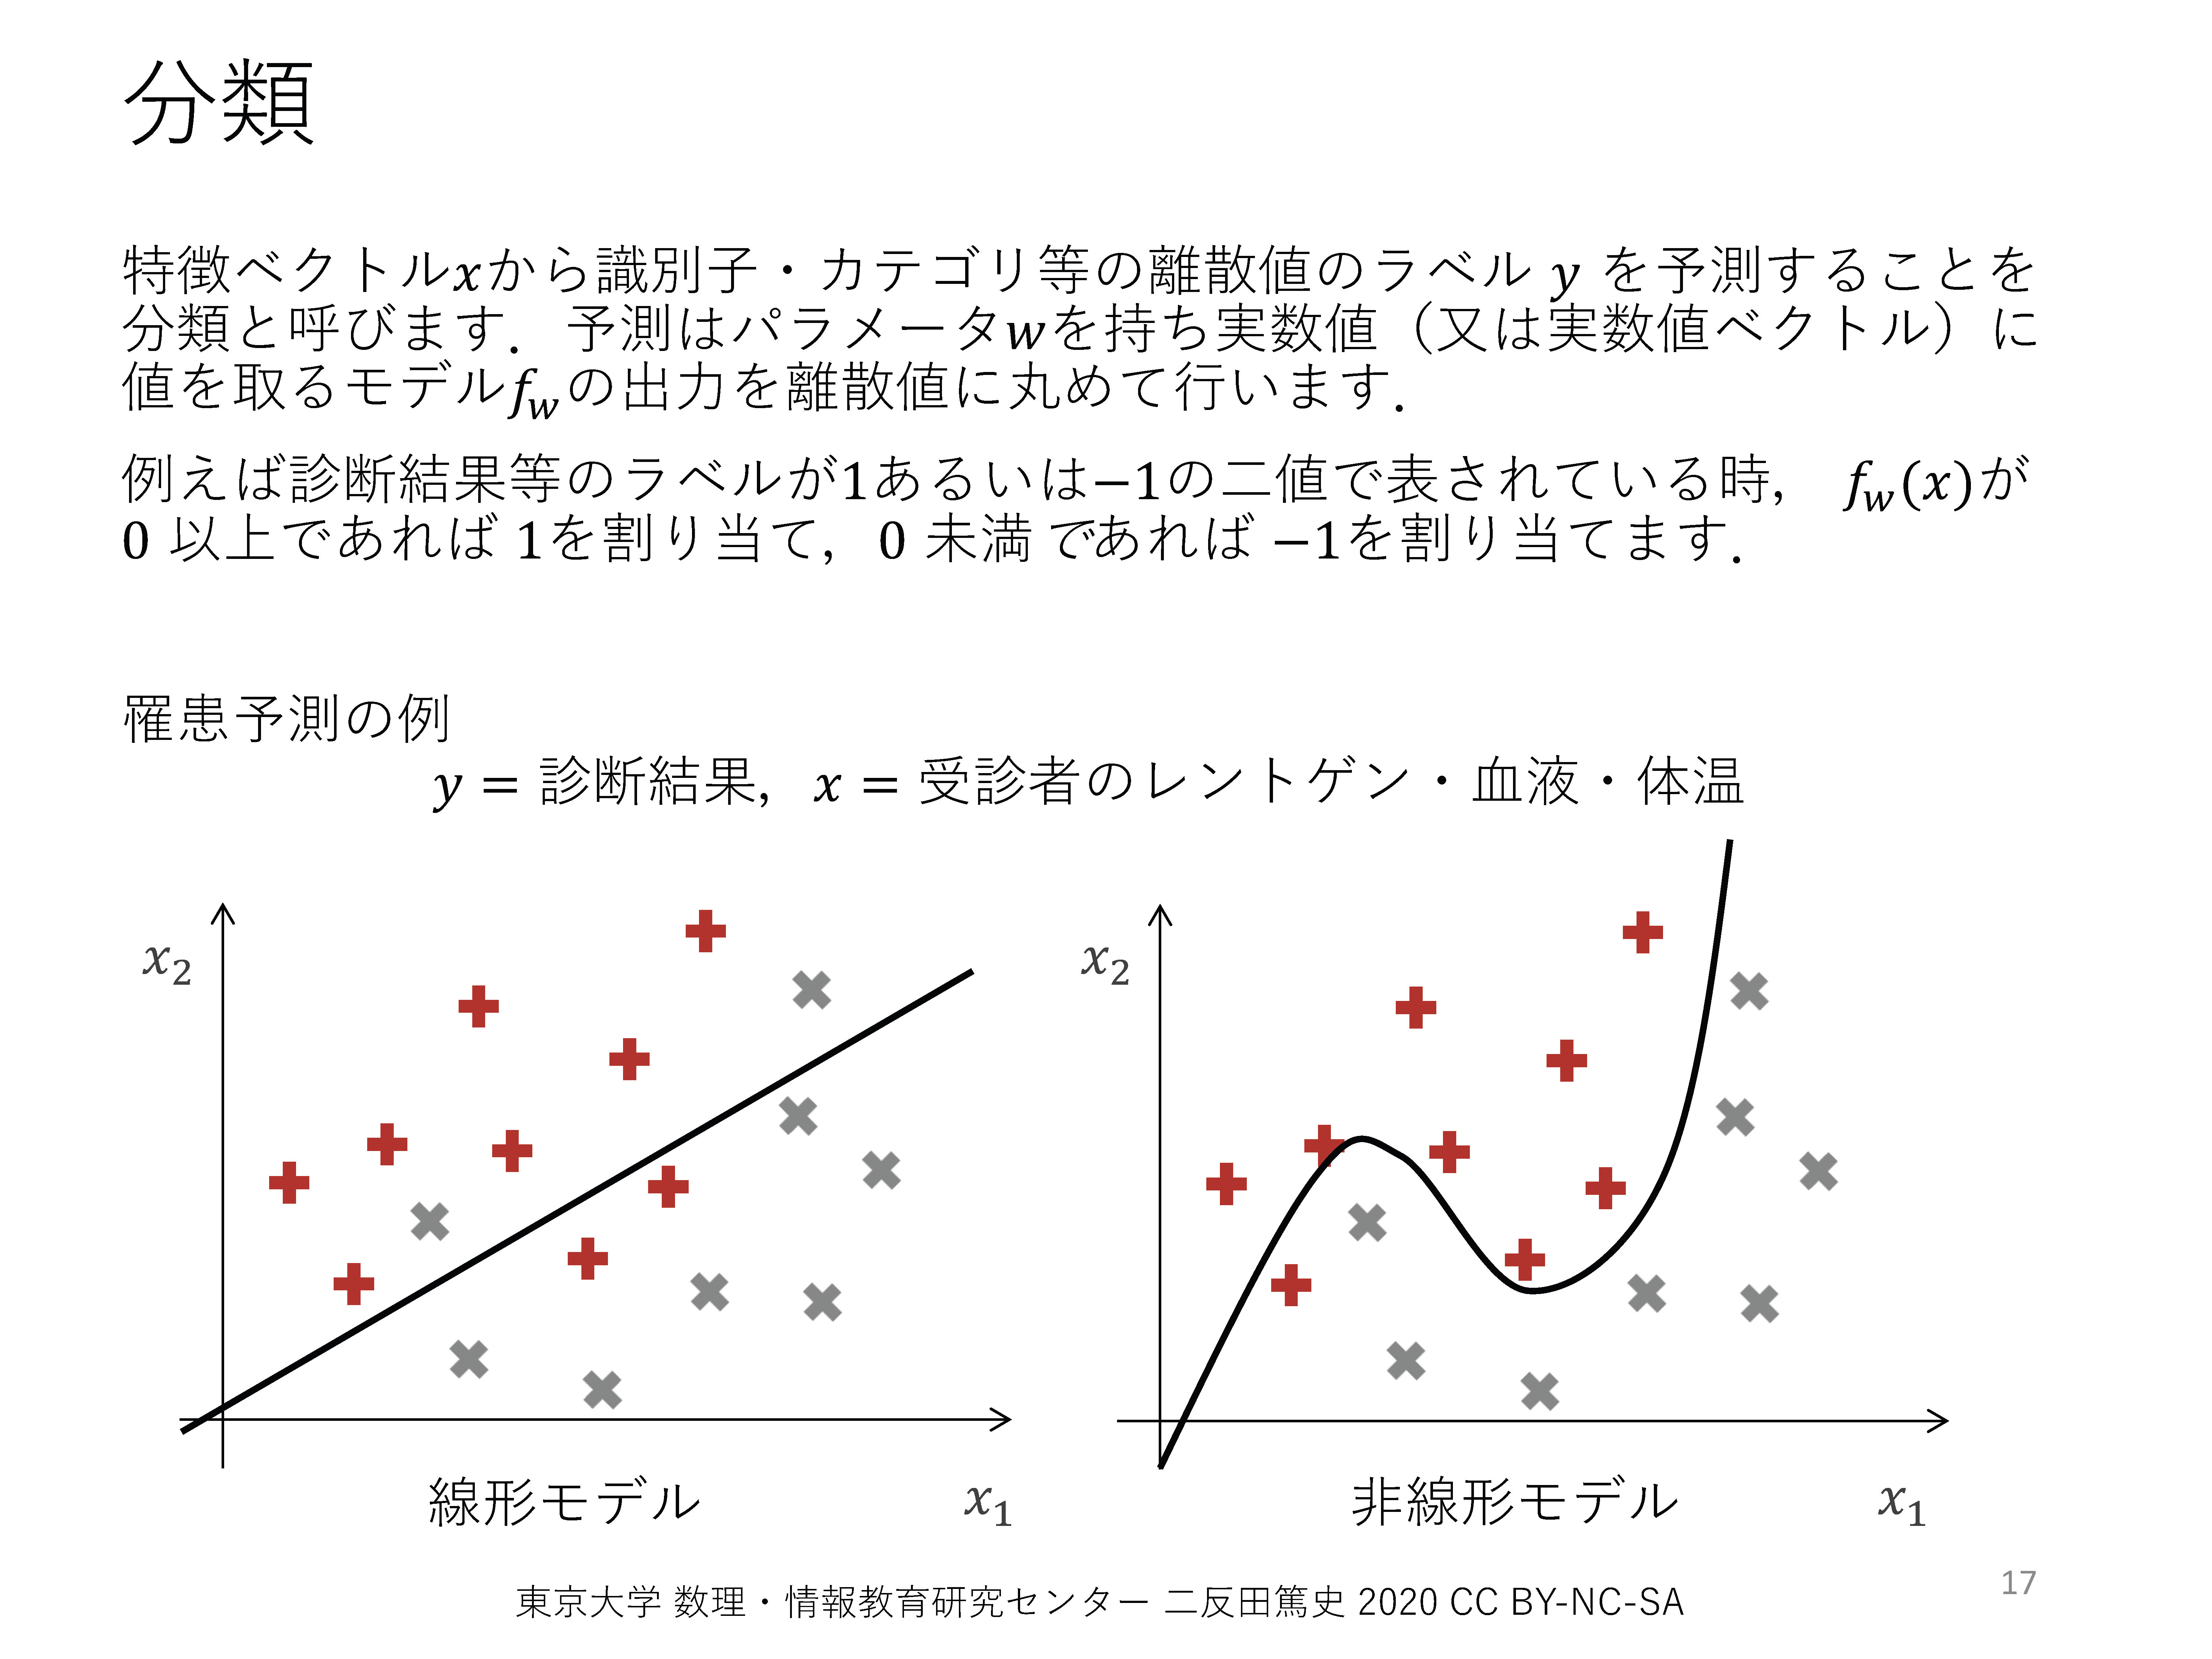 分類
特徴ベクトルxから識別子・カテゴリ等の離散値のラベル y を予測することを
分類と呼びます．予測はパラメータwを持ち実数値（又は実数値ベクトル）に
値を取るモデルf_wの出力を離散値に丸めて行います．
例えば診断結果等のラベルが1あるいは−1の二値で表されている時， f_w(x)が
0 以上であれば 1を割り当て，0 未満 であれば −1を割り当てます．
罹患予測の例
y = 診断結果，x = 受診者のレントゲン・血液・体温
x_2
x_2
線形モデル
x_1
非線形モデル
x_1
東京大学 数理・情報教育研究センター 二反田篤史 2020 CC BY-NC-SA
17